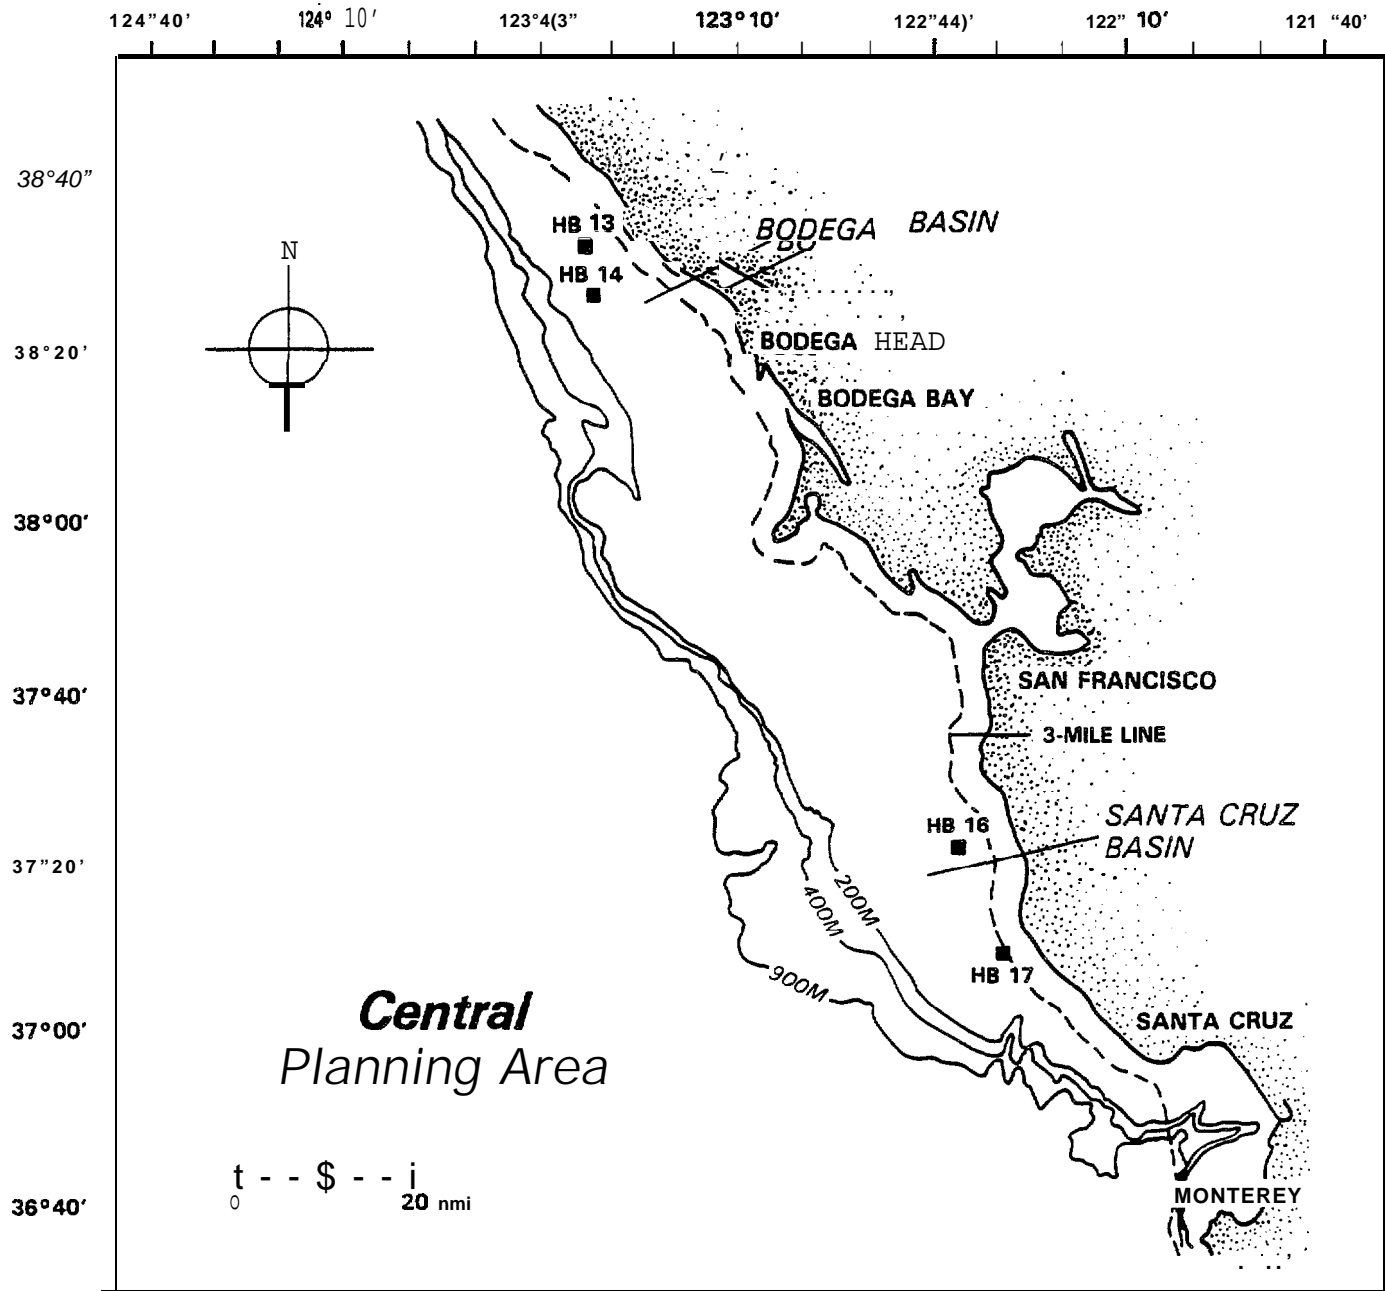 124"40' 124° 10' 123°4(3" 123°10' 122"44)' 122" 10' 121 "40'
38°40"
HB 13
BODEGA BASIN
N
HB 14
BODEGA HEAD
38°20'
BODEGA BAY
38°00'
SAN FRANCISCO
37°40'
3-MILE LINE
SANTA CRUZ
BASIN
HB 16
37"20'
200M
400M
HB 17
900M
Central
Planning Area
37°00'
SANTA CRUZ
t - - $ - - i
0 20 nmi
36°40'
MONTEREY